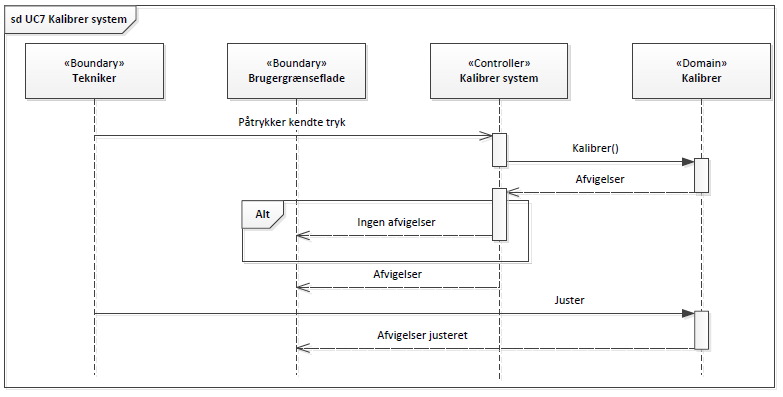 sd UC7 Kalibrer system
«Boundary»
Tekniker
«Boundary»
Brugergrænseflade
«Controller»
Kalibrer system
«Domain»
Kalibrer
Påtrykker kendte tryk
Kalibrer()
Afvigelser
Alt
Ingen afvigelser
Afvigelser
Juster
Afvigelser justeret